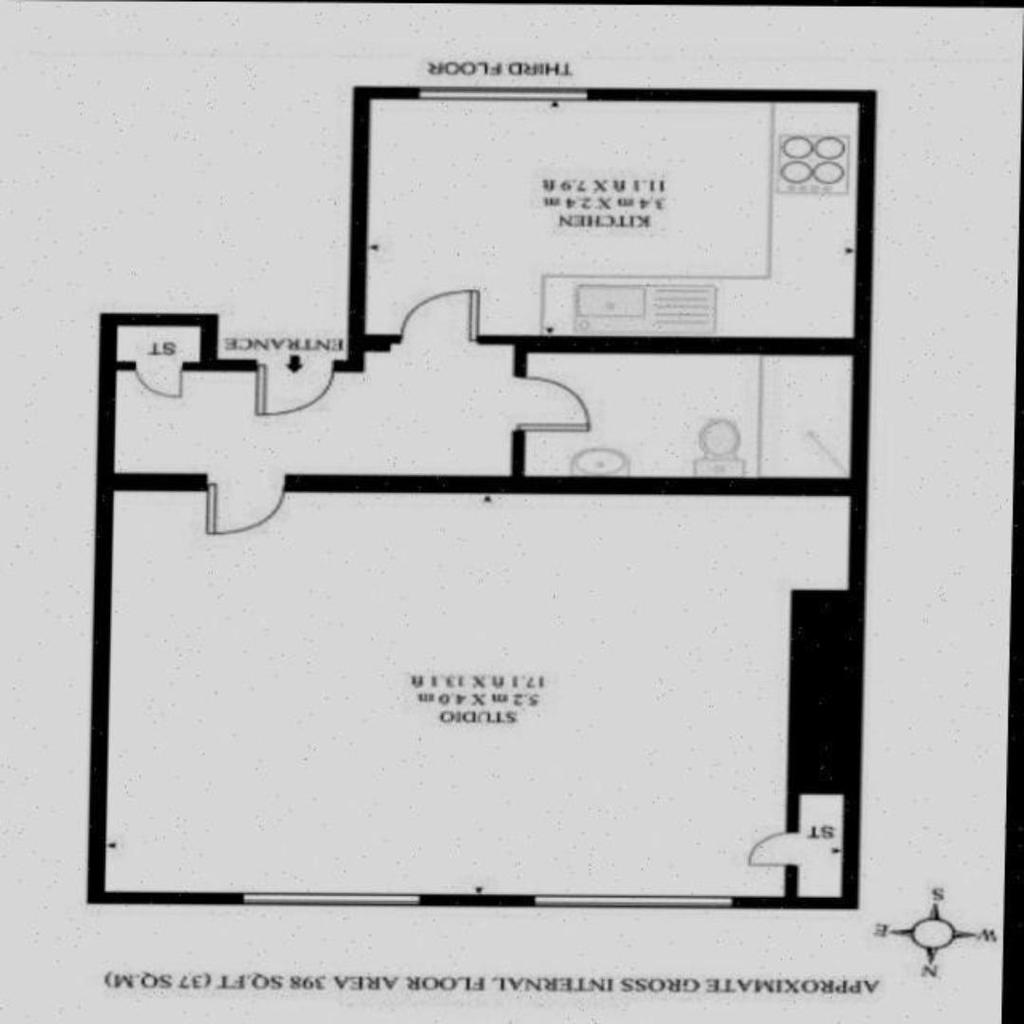 APPROXIMATE GROSS INTERNAL FLOOR AREA 398 SQ.FT (37 SQ.M)
N
W E
S
ST
STUDIO
5.2 m X 4.0 m
17.1 ft X 13.1 ft
ENTRANCE
ST
KITCHEN
3.4 m X 2.4 m
11.1 ft X 7.9 ft
THIRD FLOOR